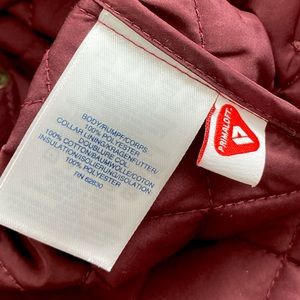 BODY/RUMPF/CORPS
100% POLYESTER
COLLAR LINING/KRAGENFUTTER/
DOUBLURE COL
100% COTTON/BAUMWOLLE/COTON
INSULATION/ISOLIERUNG/ISOLATION
100% POLYESTER
RN 62830
PRIMALOFT